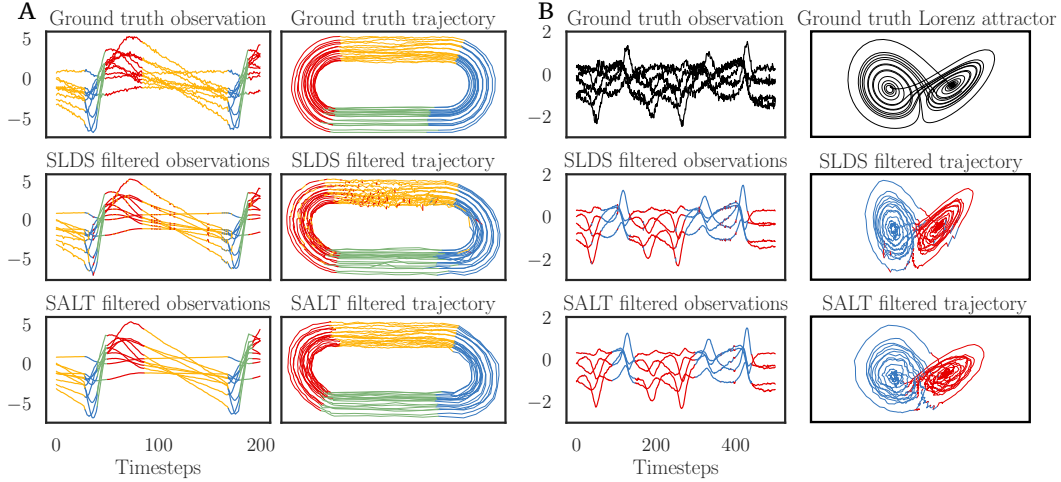 A
Ground truth observation
Ground truth trajectory
B
Ground truth observation
Ground truth Lorenz attractor
5
0
−5
2
0
−2
SLDS filtered observations
SLDS filtered trajectory
SLDS filtered observations
SLDS filtered trajectory
5
0
−5
2
0
−2
SALT filtered observations
SALT filtered trajectory
SALT filtered observations
SALT filtered trajectory
5
0
−5
2
0
−2
0 100 200
0 200 400
Timesteps
Timesteps